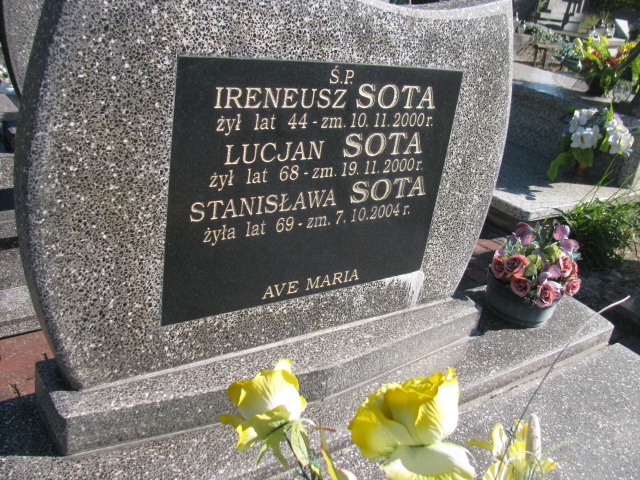 Ś.P.
IRENEUSZ SOTA
żył lat 44 - zm. 10.11.2000 r.
LUCJAN SOTA
żył lat 68 - zm. 19.11.2000 r.
STANISŁAWA SOTA
żyła lat 69 - zm. 7.10.2004 r.
AVE MARIA